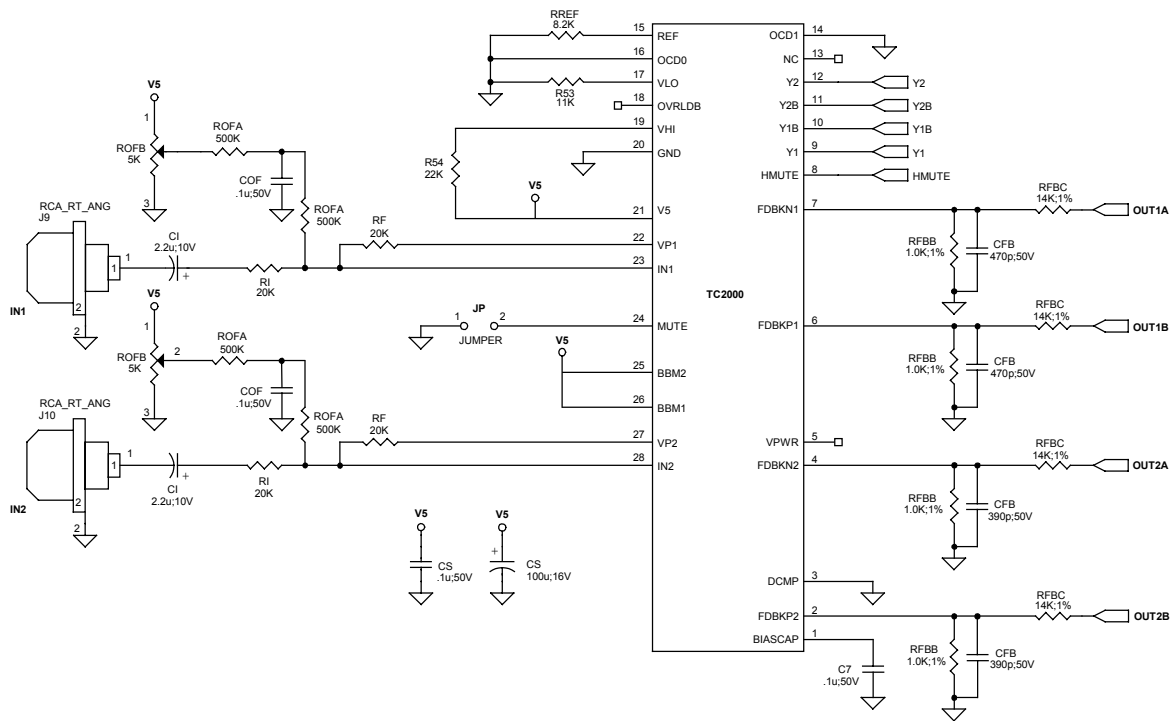 RREF
8.2K
15
REF
16
OCD0
17
VLO
R53
11K
18
OVRLDB
19
VHI
20
GND
R54
22K
V5
21
V5
22
VP1
23
IN1
24
MUTE
25
BBM2
26
BBM1
27
VP2
28
IN2
TC2000
OCD1
14
NC
13
Y2
12
Y2
Y2B
11
Y2B
Y1B
10
Y1B
Y1
9
Y1
HMUTE
8
HMUTE
FDBKN1
7
FDBKP1
6
VPWR
5
FDBKN2
4
DCMP
3
FDBKP2
2
BIASCAP
1
V5
1
ROFB
5K
3
ROFA
500K
COF
.1u;50V
ROFA
500K
RCA_RT_ANG
J9
1
1
2
2
IN1
CI
2.2u;10V
+
RI
20K
RF
20K
V5
1
ROFB
5K
2
3
ROFA
500K
COF
.1u;50V
ROFA
500K
RCA_RT_ANG
J10
1
1
2
2
IN2
CI
2.2u;10V
+
RI
20K
RF
20K
JP
1
2
JUMPER
V5
V5
CS
.1u;50V
V5
+
CS
100u;16V
RFBC
14K;1%
OUT1A
RFBB
1.0K;1%
CFB
470p;50V
RFBC
14K;1%
OUT1B
RFBB
1.0K;1%
CFB
470p;50V
RFBC
14K;1%
OUT2A
RFBB
1.0K;1%
CFB
390p;50V
RFBC
14K;1%
OUT2B
RFBB
1.0K;1%
CFB
390p;50V
C7
.1u;50V